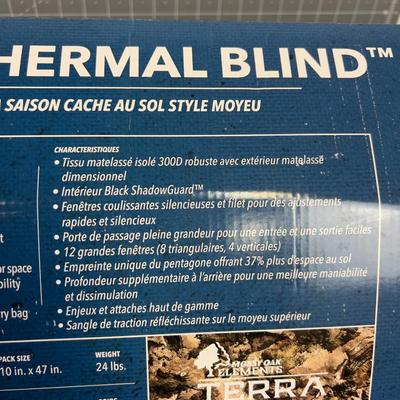 HERMAL BLIND™
SAISON CACHE AU SOL STYLE MOYEU
CHARACTERISTIQUES
• Tissu matelassé isolé 300D robuste avec extérieur matelassé
dimensionnel
• Intérieur Black ShadowGuard™
• Fenêtres coulissantes silencieuses et filet pour des ajustements
rapides et silencieux
• Porte de passage pleine grandeur pour une entrée et une sortie faciles
• 12 grandes fenêtres (8 triangulaires, 4 verticales)
• Empreinte unique du pentagone offrant 37% plus d'espace au sol
• Profondeur supplémentaire à l'arrière pour une meilleure maniabilité
et dissimulation
• Enjeux et attaches haut de gamme
• Sangle de traction réfléchissante sur le moyeu supérieur
or space
bility
ry bag
PACK SIZE
10 in. x 47 in.
WEIGHT
24 lbs.
MOSSY OAK
ELEMENTS
TERRA